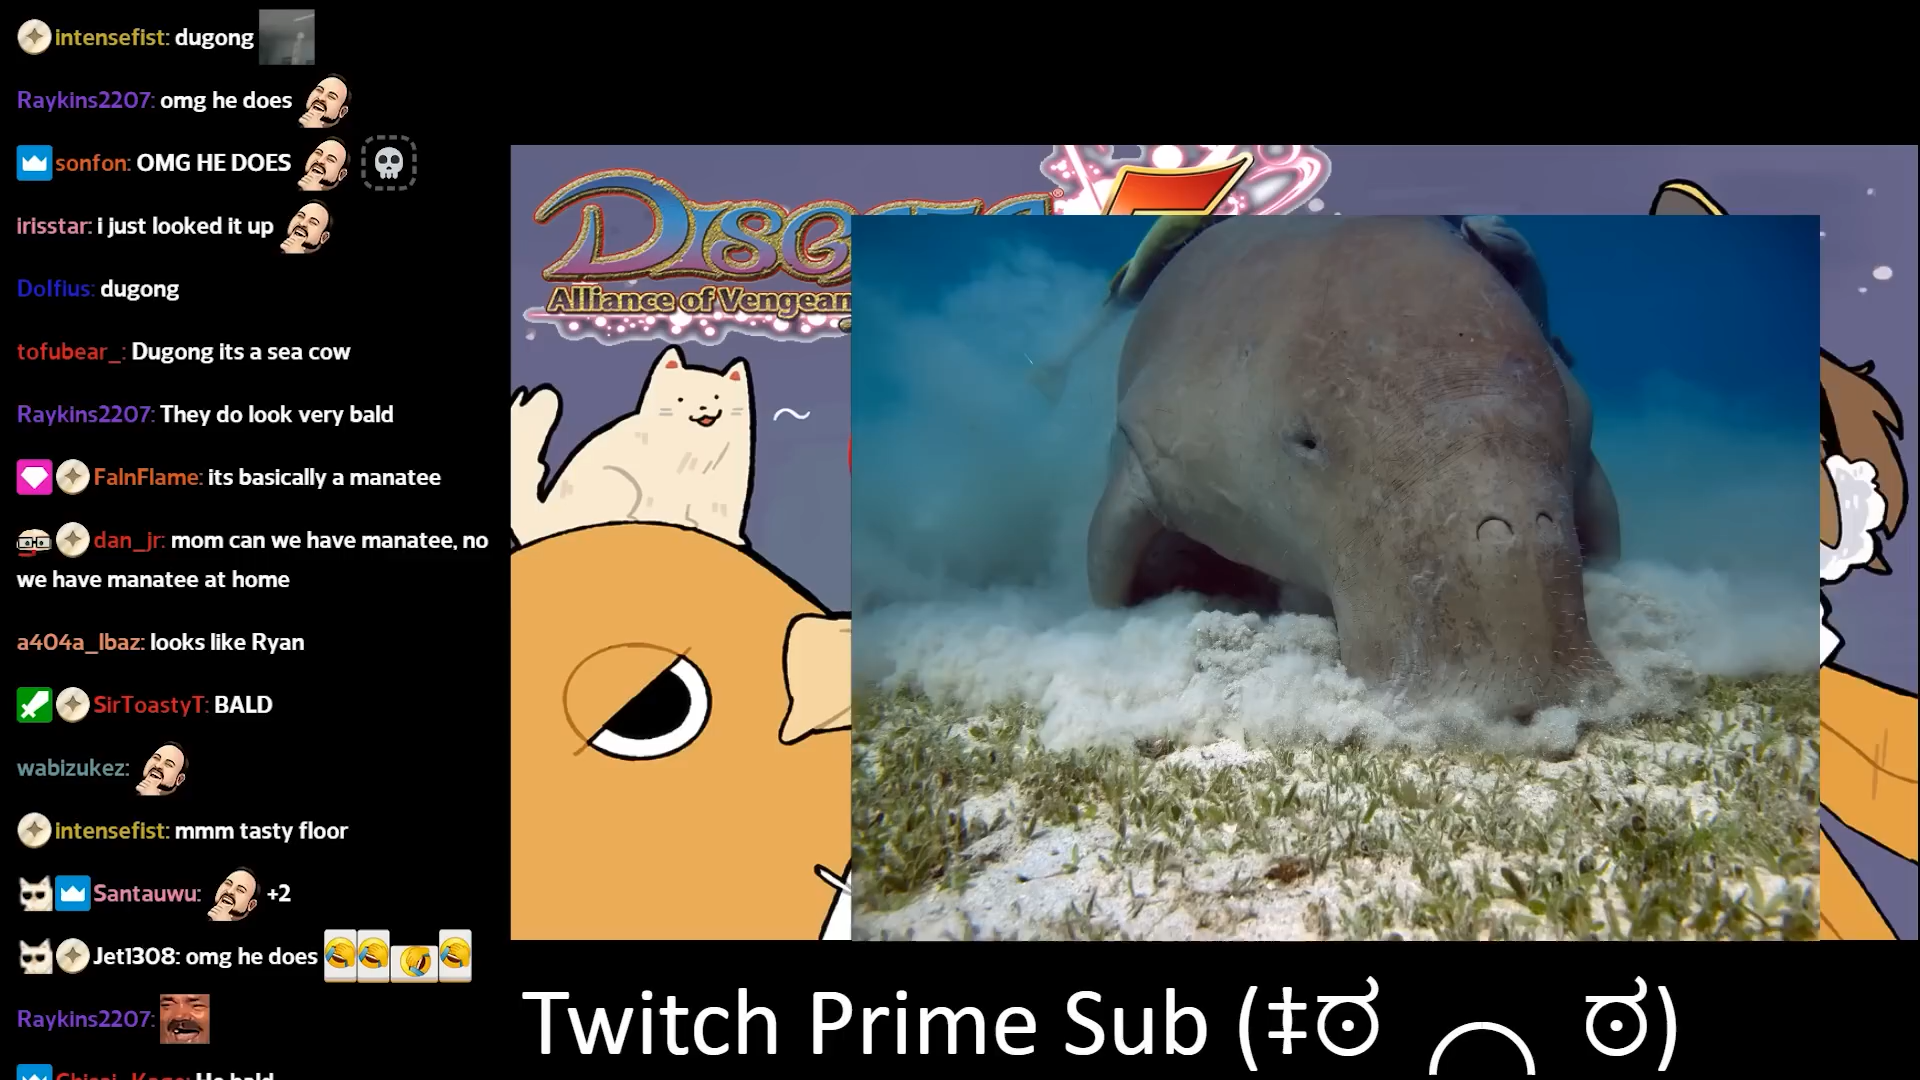 intensefist: dugong
Raykins2207: omg he does
sonfon: OMG HE DOES
irisstar: i just looked it up
Dolfius: dugong
tofubear_: Dugong its a sea cow
Raykins2207: They do look very bald
FalnFlame: its basically a manatee
dan_jr: mom can we have manatee, no
we have manatee at home
a404a_lbaz: looks like Ryan
SirToastyT: BALD
wabizukez:
intensefist: mmm tasty floor
Santauwu: +2
Jet1308: omg he does
Raykins2207:
He bald
5
Alliance of
Twitch Prime Sub (‡ಠ ⁔ ಠ)